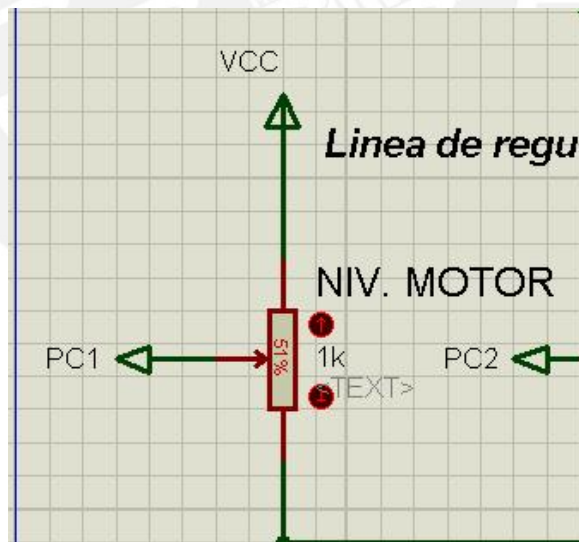 VCC
Linea de regu
NIV. MOTOR
51%
1k
PC1
PC2
<TEXT>